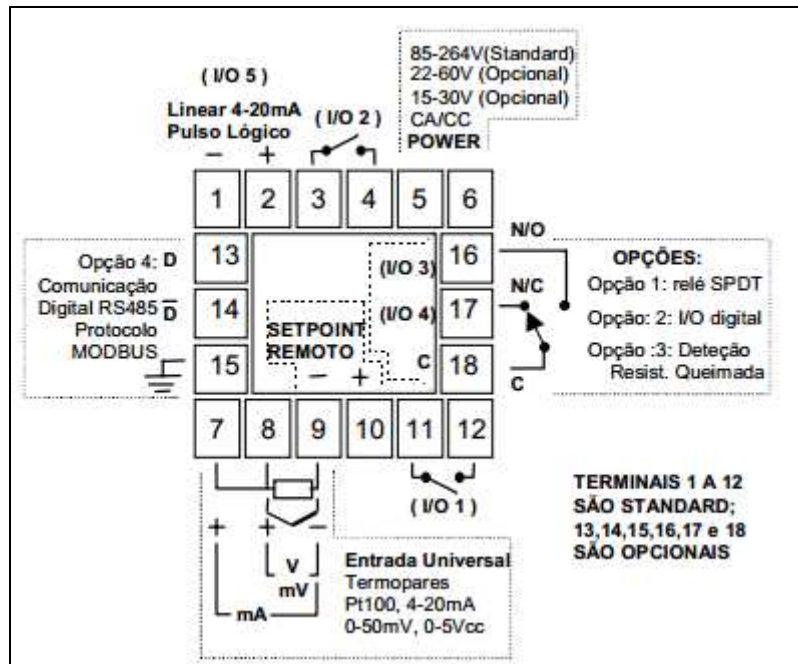 ( I/O 5 )
Linear 4-20mA
Pulso Lógico
− +
( I/O 2 )
85-264V(Standard)
22-60V (Opcional)
15-30V (Opcional)
CA/CC
POWER
1 2 3 4 5 6
13
14
15
16
17
18
7 8 9 10 11 12
Opção 4: D
Comunicação
Digital RS485 D̅
Protocolo
MODBUS
(I/O 3)
(I/O 4)
C
SETPOINT
REMOTO
− +
N/O
N/C
C
OPÇÕES:
Opção 1: relé SPDT
Opção: 2: I/O digital
Opção :3: Deteção
Resist. Queimada
( I/O 1 )
TERMINAIS 1 A 12
SÃO STANDARD;
13,14,15,16,17 e 18
SÃO OPCIONAIS
+ + −
V
mV
mA
Entrada Universal
Termopares
Pt100, 4-20mA
0-50mV, 0-5Vcc